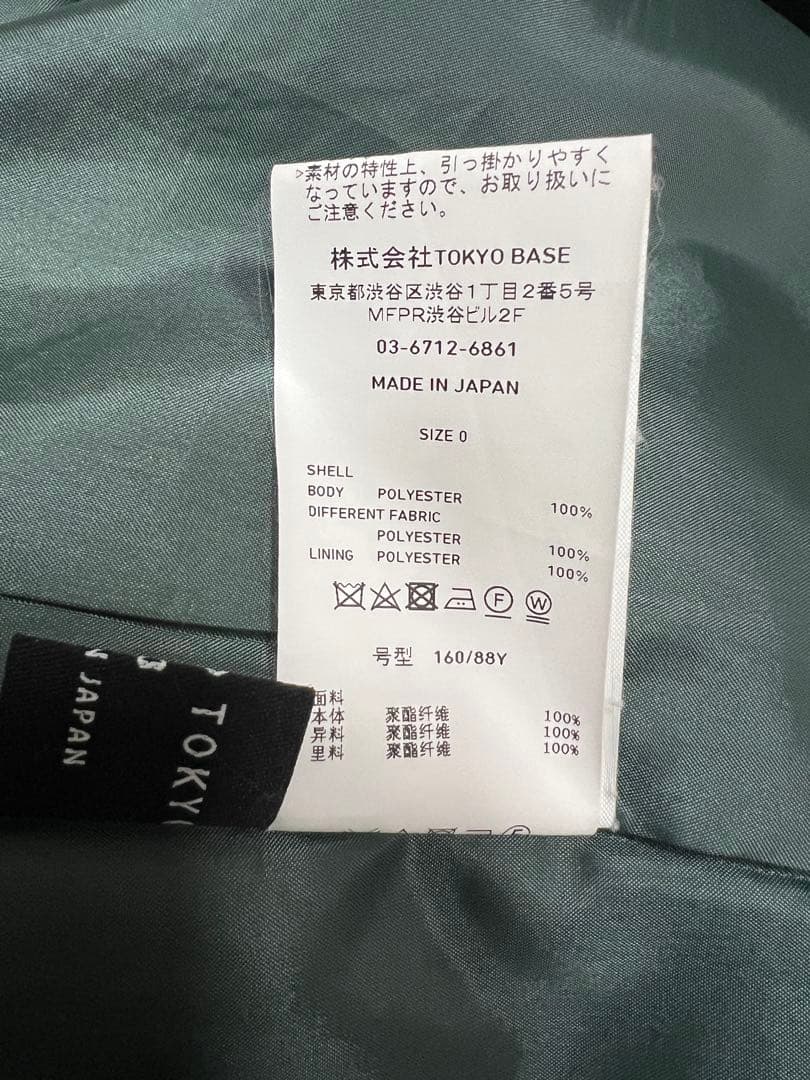 ▷素材の特性上、引っ掛かりやすく
なっていますので、お取り扱いに
ご注意ください。
株式会社TOKYO BASE
東京都渋谷区渋谷1丁目2番5号
MFPR渋谷ビル2F
03-6712-6861
MADE IN JAPAN
SIZE 0
SHELL
BODY POLYESTER 100%
DIFFERENT FABRIC
POLYESTER 100%
LINING POLYESTER 100%
F W
号型 160/88Y
面料
本体 聚酯纤维 100%
异料 聚酯纤维 100%
里料 聚酯纤维 100%
TOKYO
3
N JAPAN